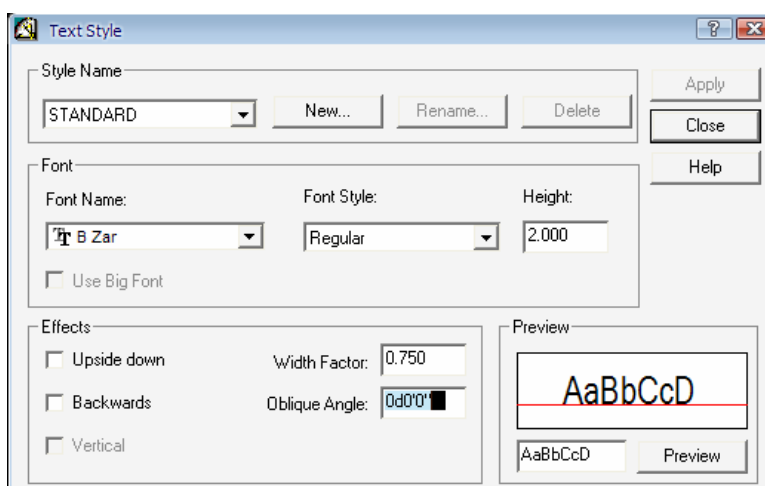 Text Style
Style Name
STANDARD New... Rename... Delete
Apply
Close
Help
Font
Font Name: Font Style: Height:
B Zar Regular 2.000
Use Big Font
Effects
Upside down Width Factor: 0.750
Backwards Oblique Angle: 0d0'0"
Vertical
Preview
AaBbCcD
AaBbCcD Preview